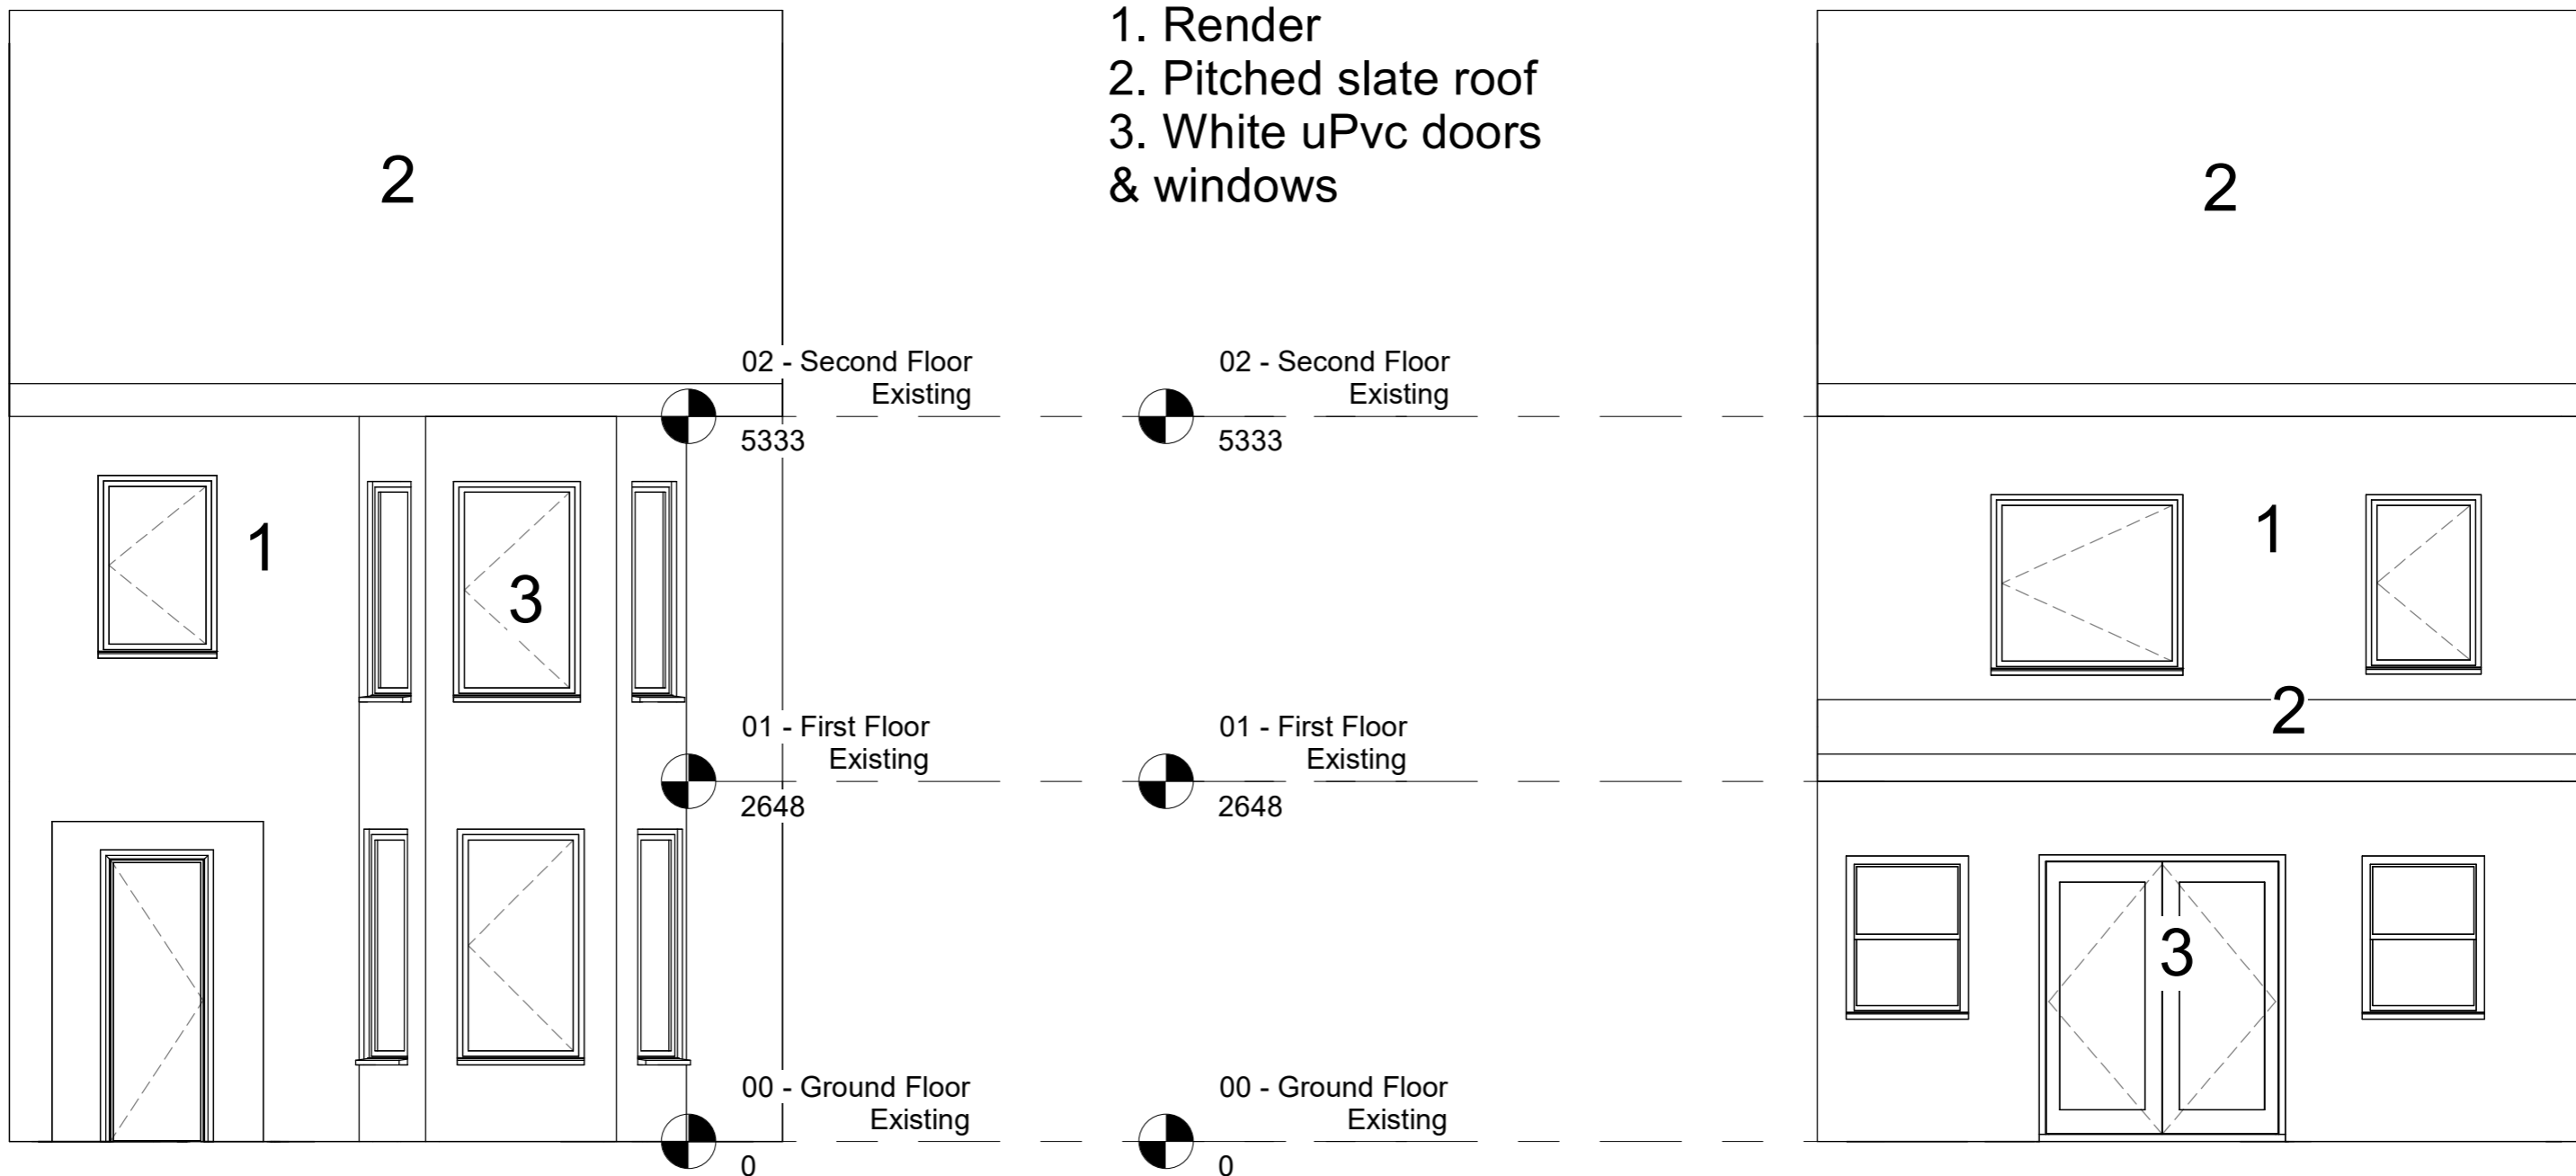 1. Render
2. Pitched slate roof
3. White uPvc doors
& windows
2
2
02 - Second Floor
Existing
5333
02 - Second Floor
Existing
5333
1
3
1
2
01 - First Floor
Existing
2648
01 - First Floor
Existing
2648
3
00 - Ground Floor
Existing
0
00 - Ground Floor
Existing
0